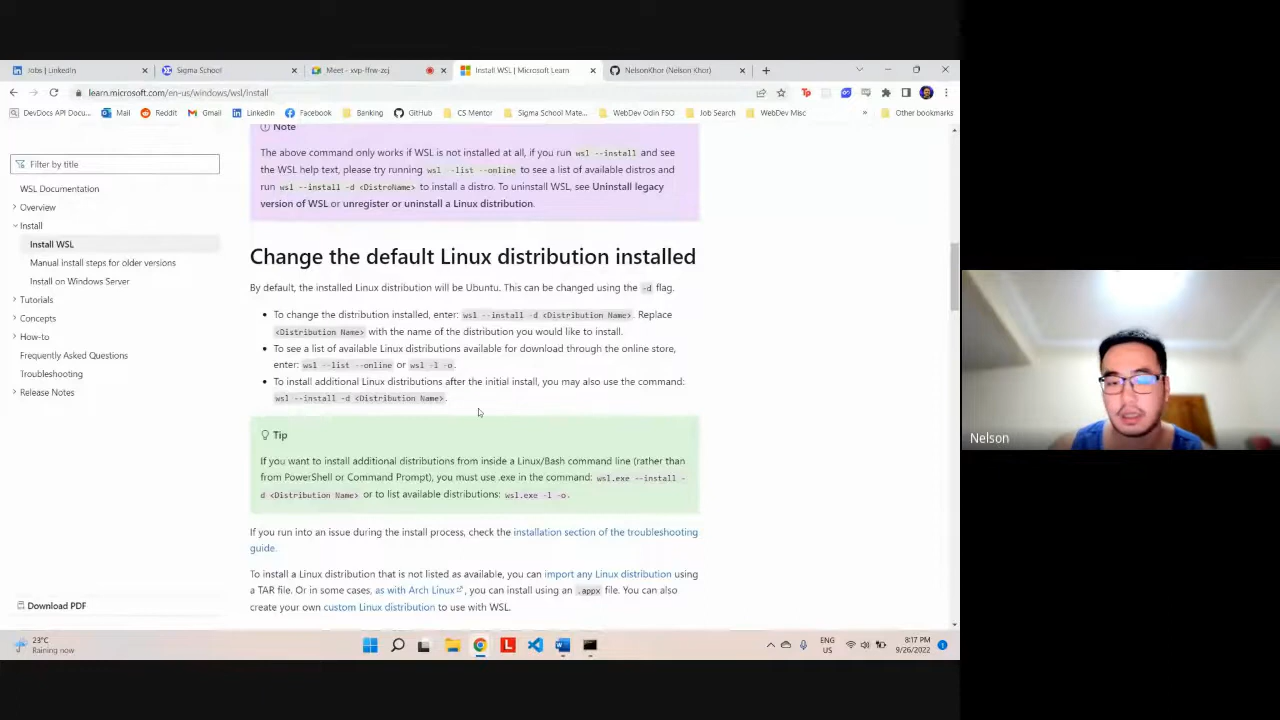 Jobs | LinkedIn
Sigma School
Meet - xvp-ffrw-zcj
Install WSL | Microsoft Learn
NelsonKhor (Nelson Khor)
learn.microsoft.com/en-us/windows/wsl/install
DevDocs API Docu...
Mail
Reddit
Gmail
LinkedIn
Facebook
GitHub
Banking
CS Mentor
Sigma School Mate...
WebDev Odin FSO
Job Search
WebDev Misc
»
Other bookmarks
Filter by title
WSL Documentation
Overview
Install
Install WSL
Manual install steps for older versions
Install on Windows Server
Tutorials
Concepts
How-to
Frequently Asked Questions
Troubleshooting
Release Notes
Download PDF
Note
The above command only works if WSL is not installed at all, if you run wsl --install and see
the WSL help text, please try running wsl --list --online to see a list of available distros and
run wsl --install -d <DistroName> to install a distro. To uninstall WSL, see Uninstall legacy
version of WSL or unregister or uninstall a Linux distribution.
Change the default Linux distribution installed
By default, the installed Linux distribution will be Ubuntu. This can be changed using the -d flag.
• To change the distribution installed, enter: wsl --install -d <Distribution Name>. Replace
<Distribution Name> with the name of the distribution you would like to install.
• To see a list of available Linux distributions available for download through the online store,
enter: wsl --list --online or wsl -l -o.
• To install additional Linux distributions after the initial install, you may also use the command:
wsl --install -d <Distribution Name>.
Tip
If you want to install additional distributions from inside a Linux/Bash command line (rather than
from PowerShell or Command Prompt), you must use .exe in the command: wsl.exe --install -
d <Distribution Name> or to list available distributions: wsl.exe -l -o.
If you run into an issue during the install process, check the installation section of the troubleshooting
guide.
To install a Linux distribution that is not listed as available, you can import any Linux distribution using
a TAR file. Or in some cases, as with Arch Linux, you can install using an .appx file. You can also
create your own custom Linux distribution to use with WSL.
Nelson
23°C
Raining now
ENG
US
8:17 PM
9/26/2022